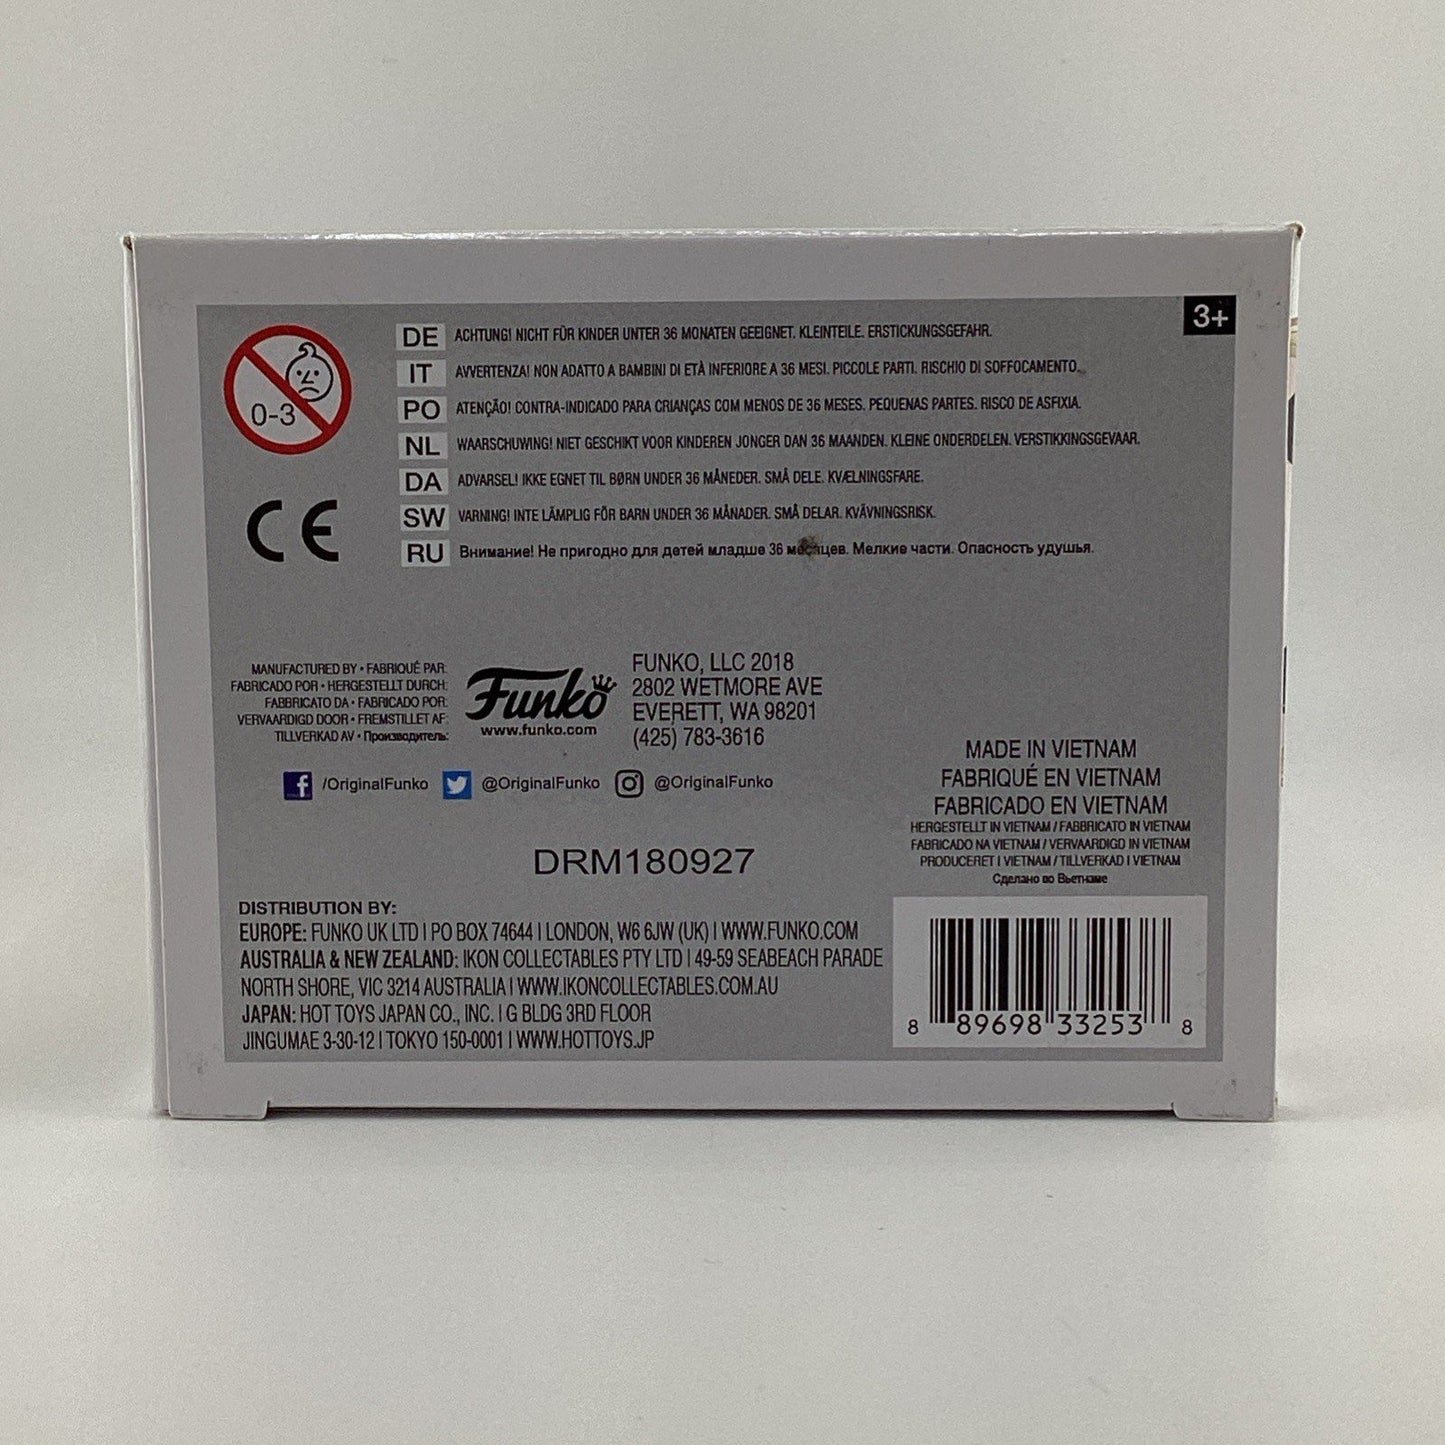 3+
0-3
DE ACHTUNG! NICHT FÜR KINDER UNTER 36 MONATEN GEEIGNET. KLEINTEILE. ERSTICKUNGSGEFAHR.
IT AVVERTENZA! NON ADATTO A BAMBINI DI ETÀ INFERIORE A 36 MESI. PICCOLE PARTI. RISCHIO DI SOFFOCAMENTO.
PO ATENÇÃO! CONTRA-INDICADO PARA CRIANÇAS COM MENOS DE 36 MESES. PEQUENAS PARTES. RISCO DE ASFIXIA.
NL WAARSCHUWING! NIET GESCHIKT VOOR KINDEREN JONGER DAN 36 MAANDEN. KLEINE ONDERDELEN. VERSTIKKINGSGEVAAR.
DA ADVARSEL! IKKE EGNET TIL BØRN UNDER 36 MÅNEDER. SMÅ DELE. KVÆLNINGSFARE.
SW VARNING! INTE LÄMPLIG FÖR BARN UNDER 36 MÅNADER. SMÅ DELAR. KVÄVNINGSRISK.
RU Внимание! Не пригодно для детей младше 36 месяцев. Мелкие части. Опасность удушья.
CE
MANUFACTURED BY • FABRIQUÉ PAR:
FABRICADO POR • HERGESTELLT DURCH:
FABBRICATO DA • FABRICADO POR:
VERVAARDIGD DOOR • FREMSTILLET AF:
TILLVERKAD AV • Производитель:
Funko
www.funko.com
FUNKO, LLC 2018
2802 WETMORE AVE
EVERETT, WA 98201
(425) 783-3616
/OriginalFunko @OriginalFunko @OriginalFunko
MADE IN VIETNAM
FABRIQUÉ EN VIETNAM
FABRICADO EN VIETNAM
HERGESTELLT IN VIETNAM / FABBRICATO IN VIETNAM
FABRICADO NA VIETNAM / VERVAARDIGD IN VIETNAM
PRODUCERET I VIETNAM / TILLVERKAD I VIETNAM
Сделано во Вьетнаме
DRM180927
DISTRIBUTION BY:
EUROPE: FUNKO UK LTD | PO BOX 74644 | LONDON, W6 6JW (UK) | WWW.FUNKO.COM
AUSTRALIA & NEW ZEALAND: IKON COLLECTABLES PTY LTD | 49-59 SEABEACH PARADE
NORTH SHORE, VIC 3214 AUSTRALIA | WWW.IKONCOLLECTABLES.COM.AU
JAPAN: HOT TOYS JAPAN CO., INC. | G BLDG 3RD FLOOR
JINGUMAE 3-30-12 | TOKYO 150-0001 | WWW.HOTTOYS.JP
8 89698 33253 8